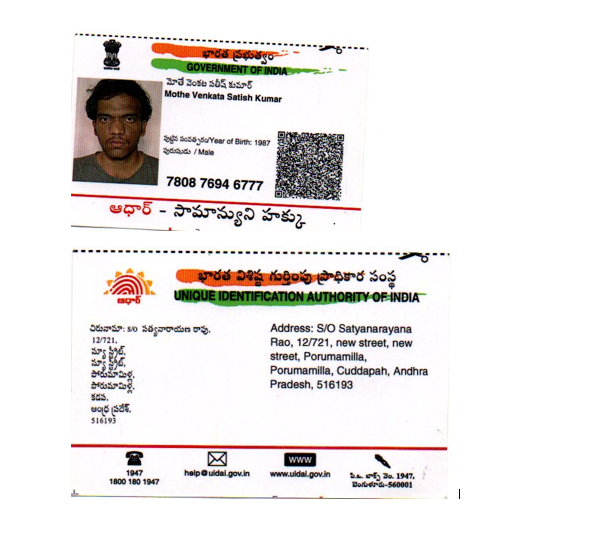 భారత ప్రభుత్వం
GOVERNMENT OF INDIA
మోతే వెంకట సతీష్ కుమార్
Mothe Venkata Satish Kumar
పుట్టిన సంవత్సరం/Year of Birth: 1987
పురుషుడు / Male
7808 7694 6777
ఆధార్ - సామాన్యుని హక్కు
భారత విశిష్ట గుర్తింపు ప్రాధికార సంస్థ
ఆధార్
UNIQUE IDENTIFICATION AUTHORITY OF INDIA
చిరునామా: S/O సత్యనారాయణ రావు,
12/721,
న్యూ స్ట్రీట్,
న్యూ స్ట్రీట్,
పోరుమామిళ్ల,
పోరుమామిళ్ల,
కడప,
ఆంధ్ర ప్రదేశ్,
516193
Address: S/O Satyanarayana
Rao, 12/721, new street, new
street, Porumamilla,
Porumamilla, Cuddapah, Andhra
Pradesh, 516193
1947
1800 180 1947
help@uidai.gov.in
WWW
www.uidai.gov.in
పి.ఒ. బాక్స్ నెం. 1947,
బెంగుళూరు-560001